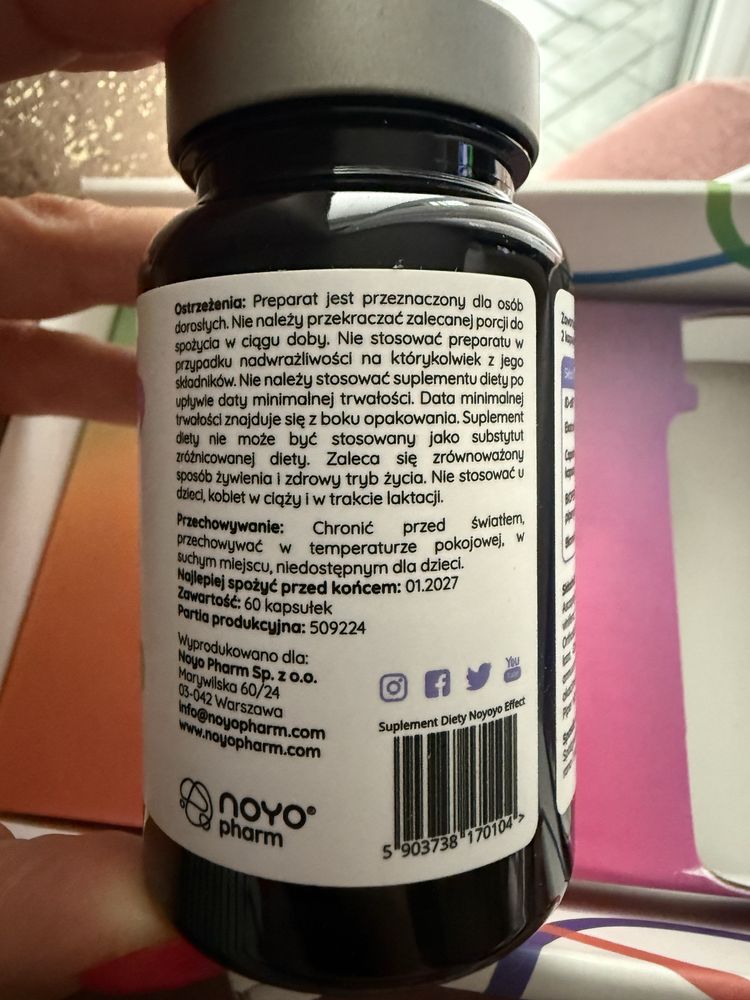 Ostrzeżenia: Preparat jest przeznaczony dla osób
dorosłych. Nie należy przekraczać zalecanej porcji do
spożycia w ciągu doby. Nie stosować preparatu w
przypadku nadwrażliwości na którykolwiek z jego
składników. Nie należy stosować suplementu diety po
upływie daty minimalnej trwałości. Data minimalnej
trwałości znajduje się z boku opakowania. Suplement
diety nie może być stosowany jako substytut
zróżnicowanej diety. Zaleca się zrównoważony
sposób żywienia i zdrowy tryb życia. Nie stosować u
dzieci, kobiet w ciąży i w trakcie laktacji.
Przechowywanie: Chronić przed światłem,
przechowywać w temperaturze pokojowej, w
suchym miejscu, niedostępnym dla dzieci.
Najlepiej spożyć przed końcem: 01.2027
Zawartość: 60 kapsułek
Partia produkcyjna: 509224
Wyprodukowano dla:
Noyo Pharm Sp. z o.o.
Marywilska 60/24
03-042 Warszawa
info@noyopharm.com
www.noyopharm.com
You
Tube
Suplement Diety Noyoyo Effect
noyo®
pharm
5 903738 170104 >